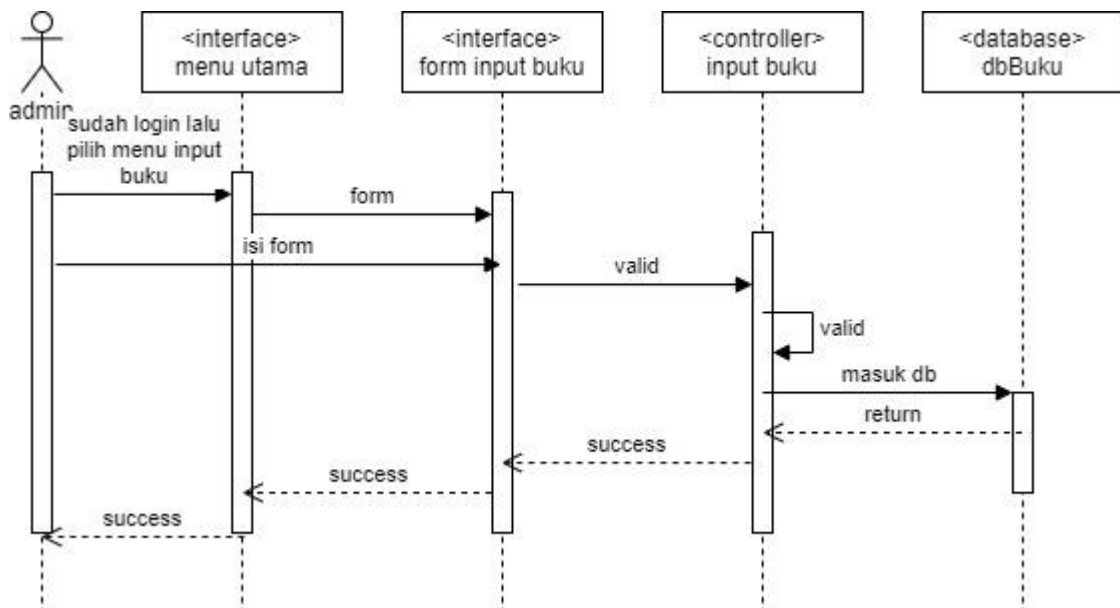 <interface>
menu utama
<interface>
form input buku
<controller>
input buku
<database>
dbBuku
admin
sudah login lalu
pilih menu input
buku
form
isi form
valid
valid
masuk db
return
success
success
success